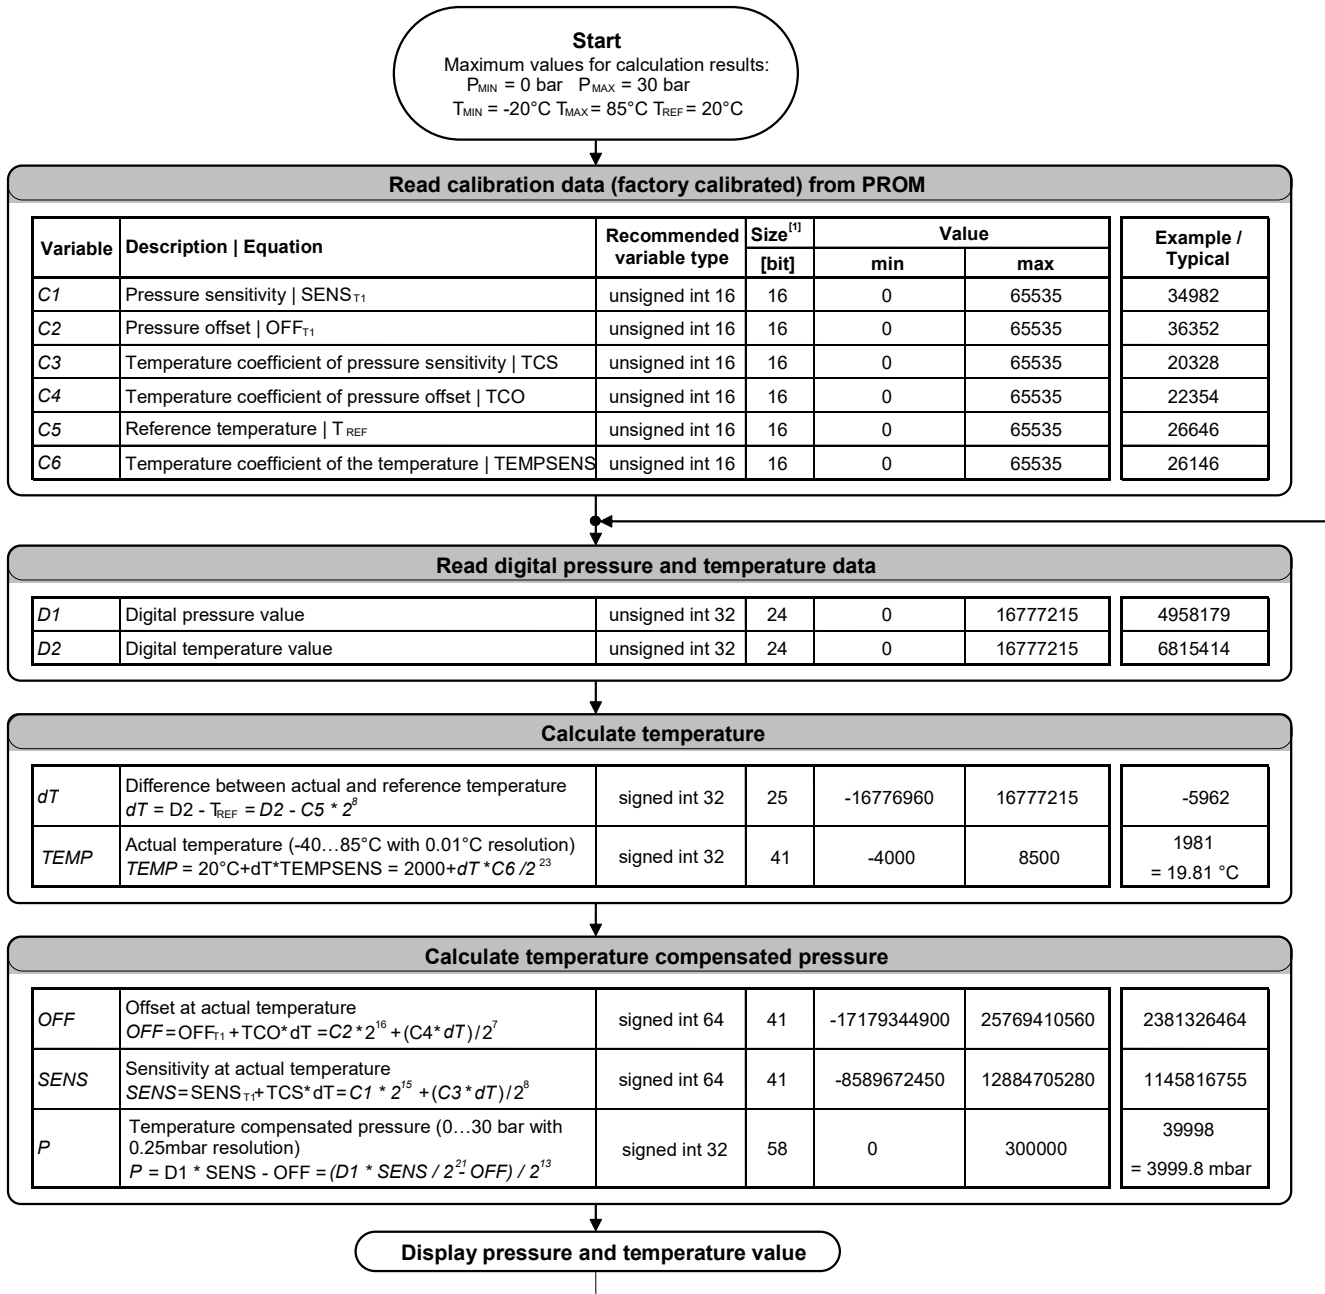 Start
Maximum values for calculation results:
PMIN = 0 bar PMAX = 30 bar
TMIN = -20°C TMAX = 85°C TREF = 20°C
Read calibration data (factory calibrated) from PROM
Variable Description | Equation Recommended variable type Size[1] [bit] Value min max Example / Typical
C1 Pressure sensitivity | SENST1 unsigned int 16 16 0 65535 34982
C2 Pressure offset | OFFT1 unsigned int 16 16 0 65535 36352
C3 Temperature coefficient of pressure sensitivity | TCS unsigned int 16 16 0 65535 20328
C4 Temperature coefficient of pressure offset | TCO unsigned int 16 16 0 65535 22354
C5 Reference temperature | TREF unsigned int 16 16 0 65535 26646
C6 Temperature coefficient of the temperature | TEMPSENS unsigned int 16 16 0 65535 26146
Read digital pressure and temperature data
D1 Digital pressure value unsigned int 32 24 0 16777215 4958179
D2 Digital temperature value unsigned int 32 24 0 16777215 6815414
Calculate temperature
dT Difference between actual and reference temperature
dT = D2 - TREF = D2 - C5 * 2^8 signed int 32 25 -16776960 16777215 -5962
TEMP Actual temperature (-40…85°C with 0.01°C resolution)
TEMP = 20°C+dT*TEMPSENS = 2000+dT*C6/2^23 signed int 32 41 -4000 8500 1981
= 19.81 °C
Calculate temperature compensated pressure
OFF Offset at actual temperature
OFF=OFFT1+TCO*dT=C2*2^16+(C4*dT)/2^7 signed int 64 41 -17179344900 25769410560 2381326464
SENS Sensitivity at actual temperature
SENS=SENST1+TCS*dT=C1*2^15+(C3*dT)/2^8 signed int 64 41 -8589672450 12884705280 1145816755
P Temperature compensated pressure (0…30 bar with
0.25mbar resolution)
P = D1 * SENS - OFF = (D1 * SENS / 2^21 - OFF) / 2^13 signed int 32 58 0 300000 39998
= 3999.8 mbar
Display pressure and temperature value